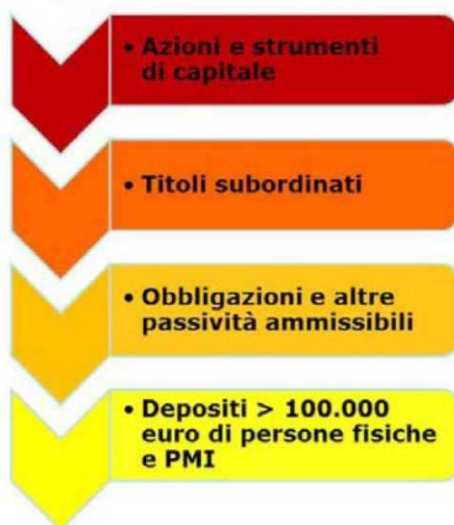 • Azioni e strumenti
di capitale
• Titoli subordinati
• Obbligazioni e altre
passività ammissibili
• Depositi > 100.000
euro di persone fisiche
e PMI